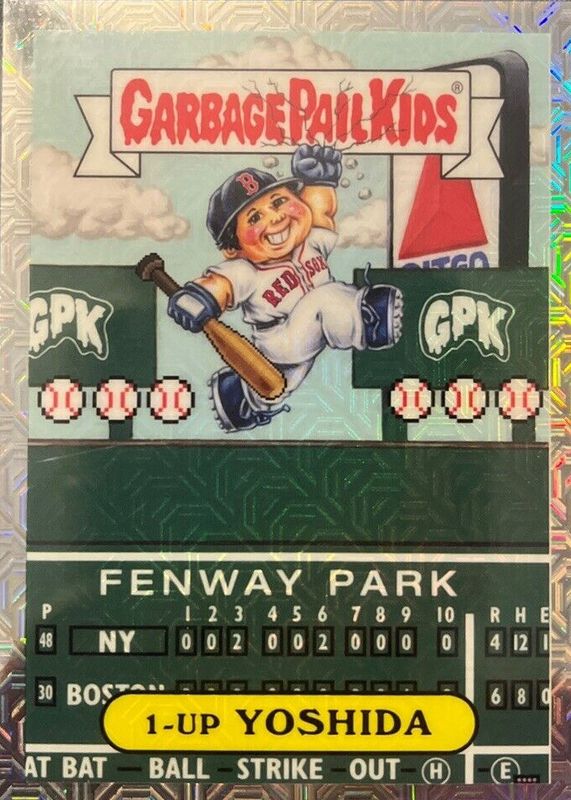 GARBAGE PAIL KIDS®
B
RED SOX
CITGO
GPK
GPK
FENWAY PARK
P 1 2 3 4 5 6 7 8 9 10 R H E
48 NY 0 0 2 0 0 2 0 0 0 0 4 12 1
30 BOSTON 6 8 0
1-UP YOSHIDA
AT BAT – BALL – STRIKE – OUT – H E